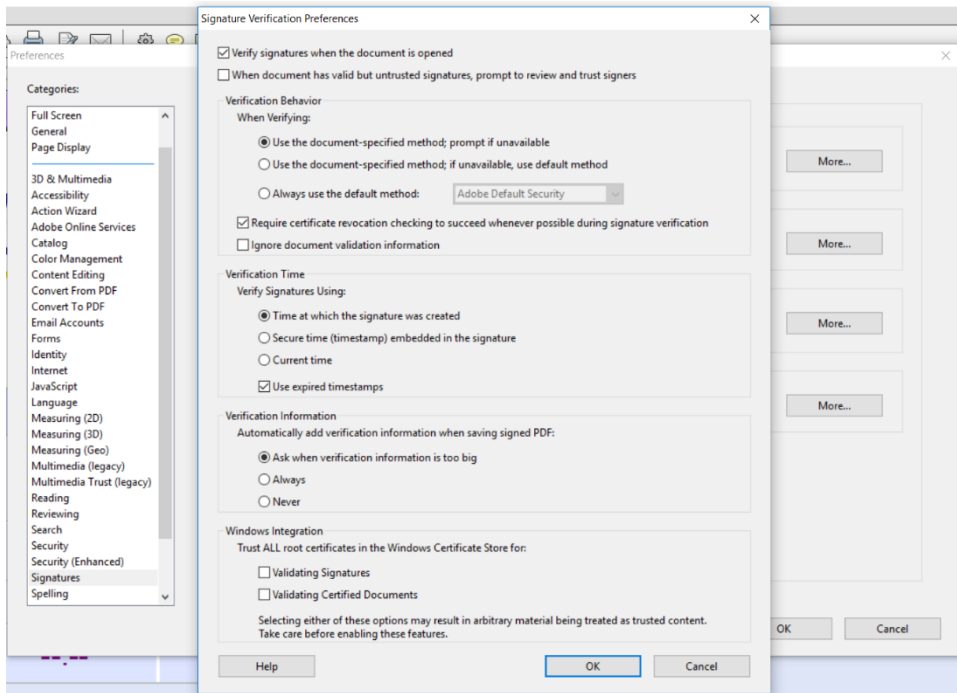 Signature Verification Preferences
Preferences
Verify signatures when the document is opened
When document has valid but untrusted signatures, prompt to review and trust signers
Categories:
Full Screen
General
Page Display
3D & Multimedia
Accessibility
Action Wizard
Adobe Online Services
Catalog
Color Management
Content Editing
Convert From PDF
Convert To PDF
Email Accounts
Forms
Identity
Internet
JavaScript
Language
Measuring (2D)
Measuring (3D)
Measuring (Geo)
Multimedia (legacy)
Multimedia Trust (legacy)
Reading
Reviewing
Search
Security
Security (Enhanced)
Signatures
Spelling
Verification Behavior
When Verifying:
Use the document-specified method; prompt if unavailable
Use the document-specified method; if unavailable, use default method
Always use the default method: Adobe Default Security
Require certificate revocation checking to succeed whenever possible during signature verification
Ignore document validation information
Verification Time
Verify Signatures Using:
Time at which the signature was created
Secure time (timestamp) embedded in the signature
Current time
Use expired timestamps
Verification Information
Automatically add verification information when saving signed PDF:
Ask when verification information is too big
Always
Never
Windows Integration
Trust ALL root certificates in the Windows Certificate Store for:
Validating Signatures
Validating Certified Documents
Selecting either of these options may result in arbitrary material being treated as trusted content.
Take care before enabling these features.
Help OK Cancel
More...
More...
More...
More...
OK Cancel